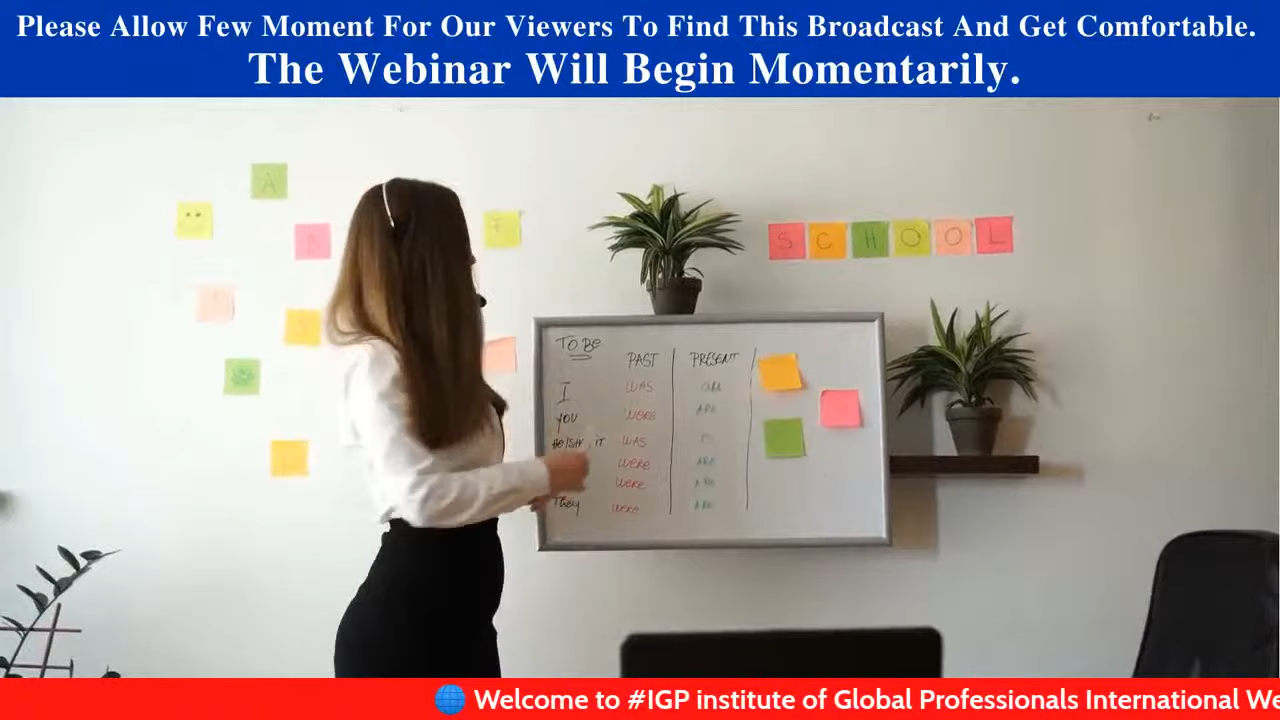 Please Allow Few Moment For Our Viewers To Find This Broadcast And Get Comfortable.
The Webinar Will Begin Momentarily.
A
S C H O O L
TO BE
PAST PRESENT
I WAS
YOU WERE ARE
HE/SHE, IT WAS
WERE ARE
WERE ARE
They WERE ARE
🌐 Welcome to #IGP institute of Global Professionals International We